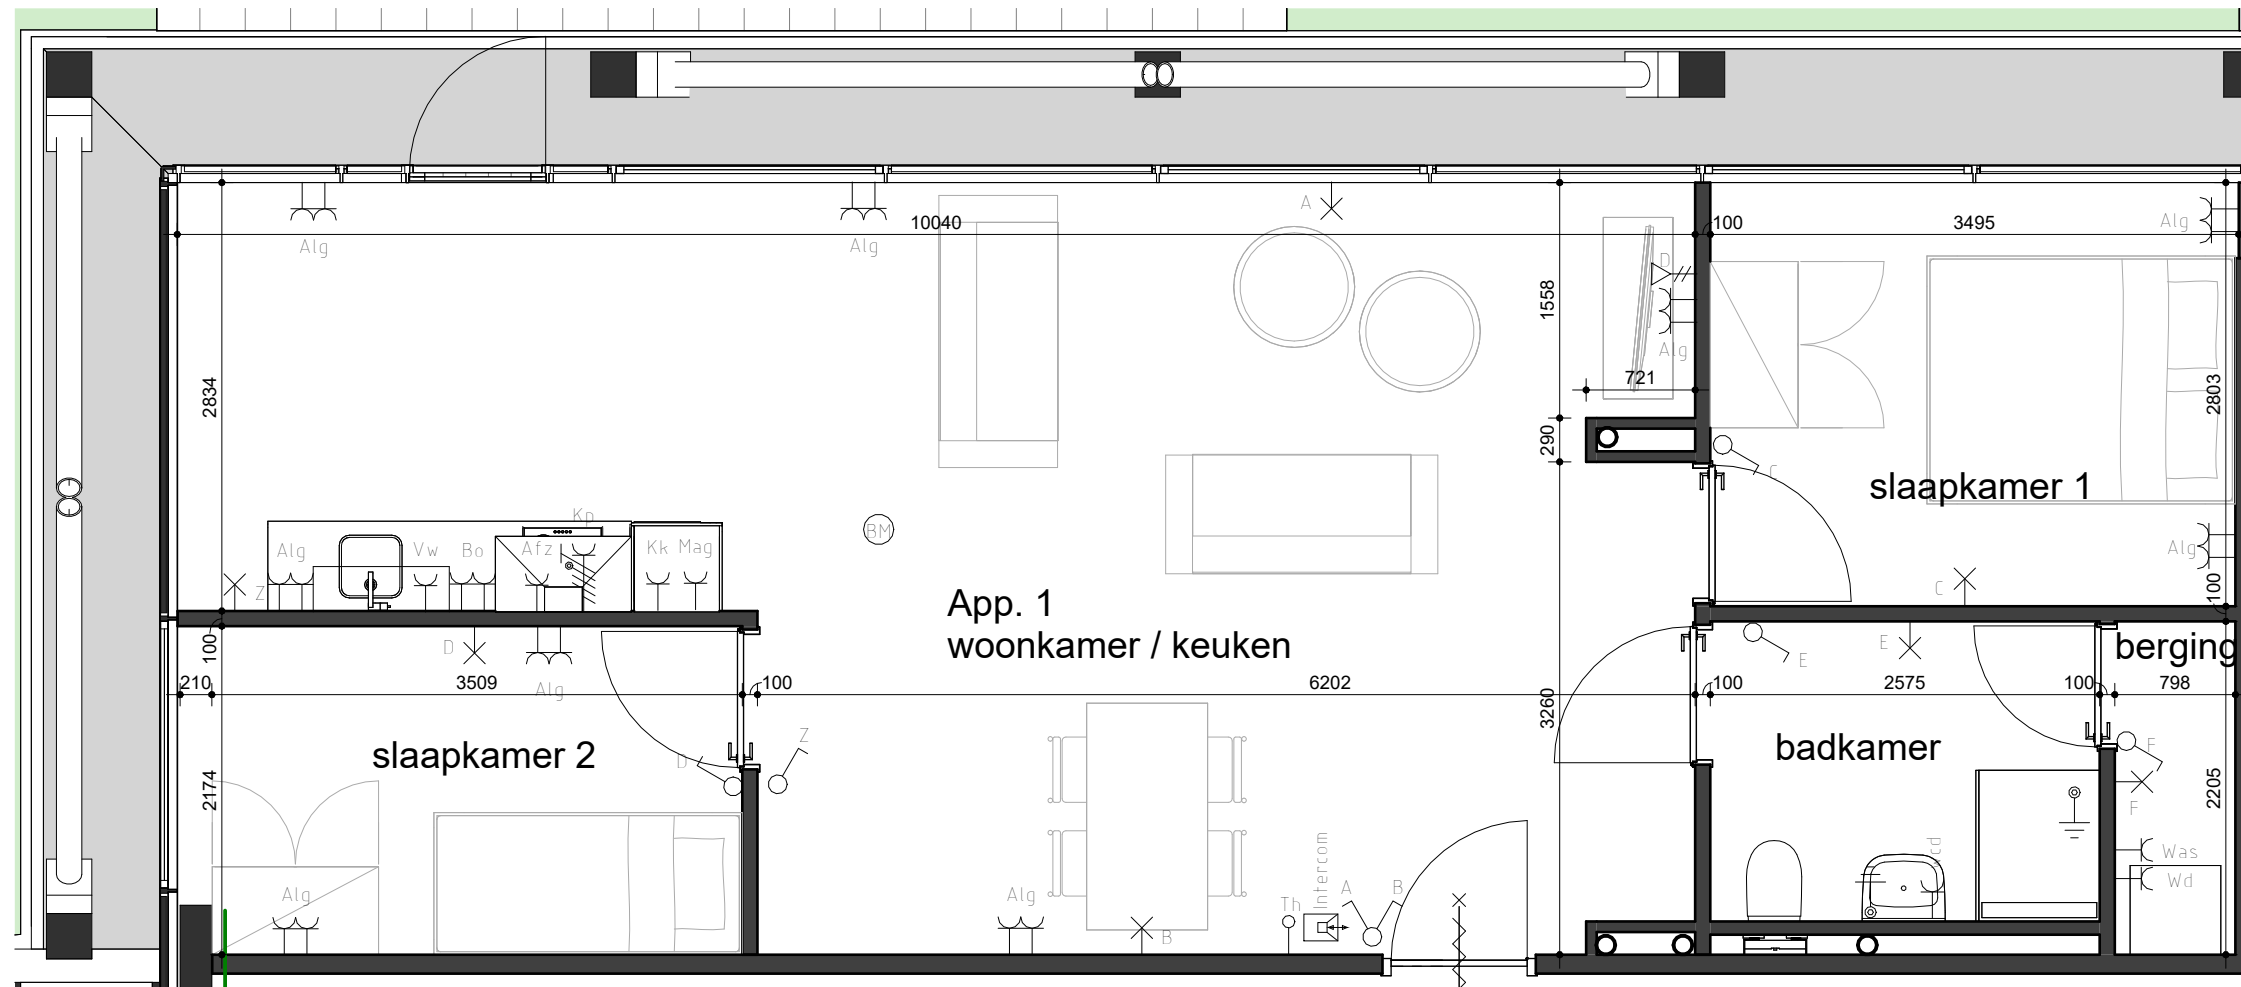 A
Alg
Alg
Alg
10040
100
3495
D
1558
Alg
721
2834
2803
290
C
slaapkamer 1
Kp
BM
Alg
Vw
Bo
Afz
Kk
Mag
Alg
Z
C
100
App. 1
woonkamer / keuken
100
D
E
E
berging
210
3509
Alg
100
6202
3260
100
2575
100
798
slaapkamer 2
D
Z
badkamer
F
2174
2205
F
Intercom
wcd
Was
Wd
Alg
Alg
Th
A
B
B